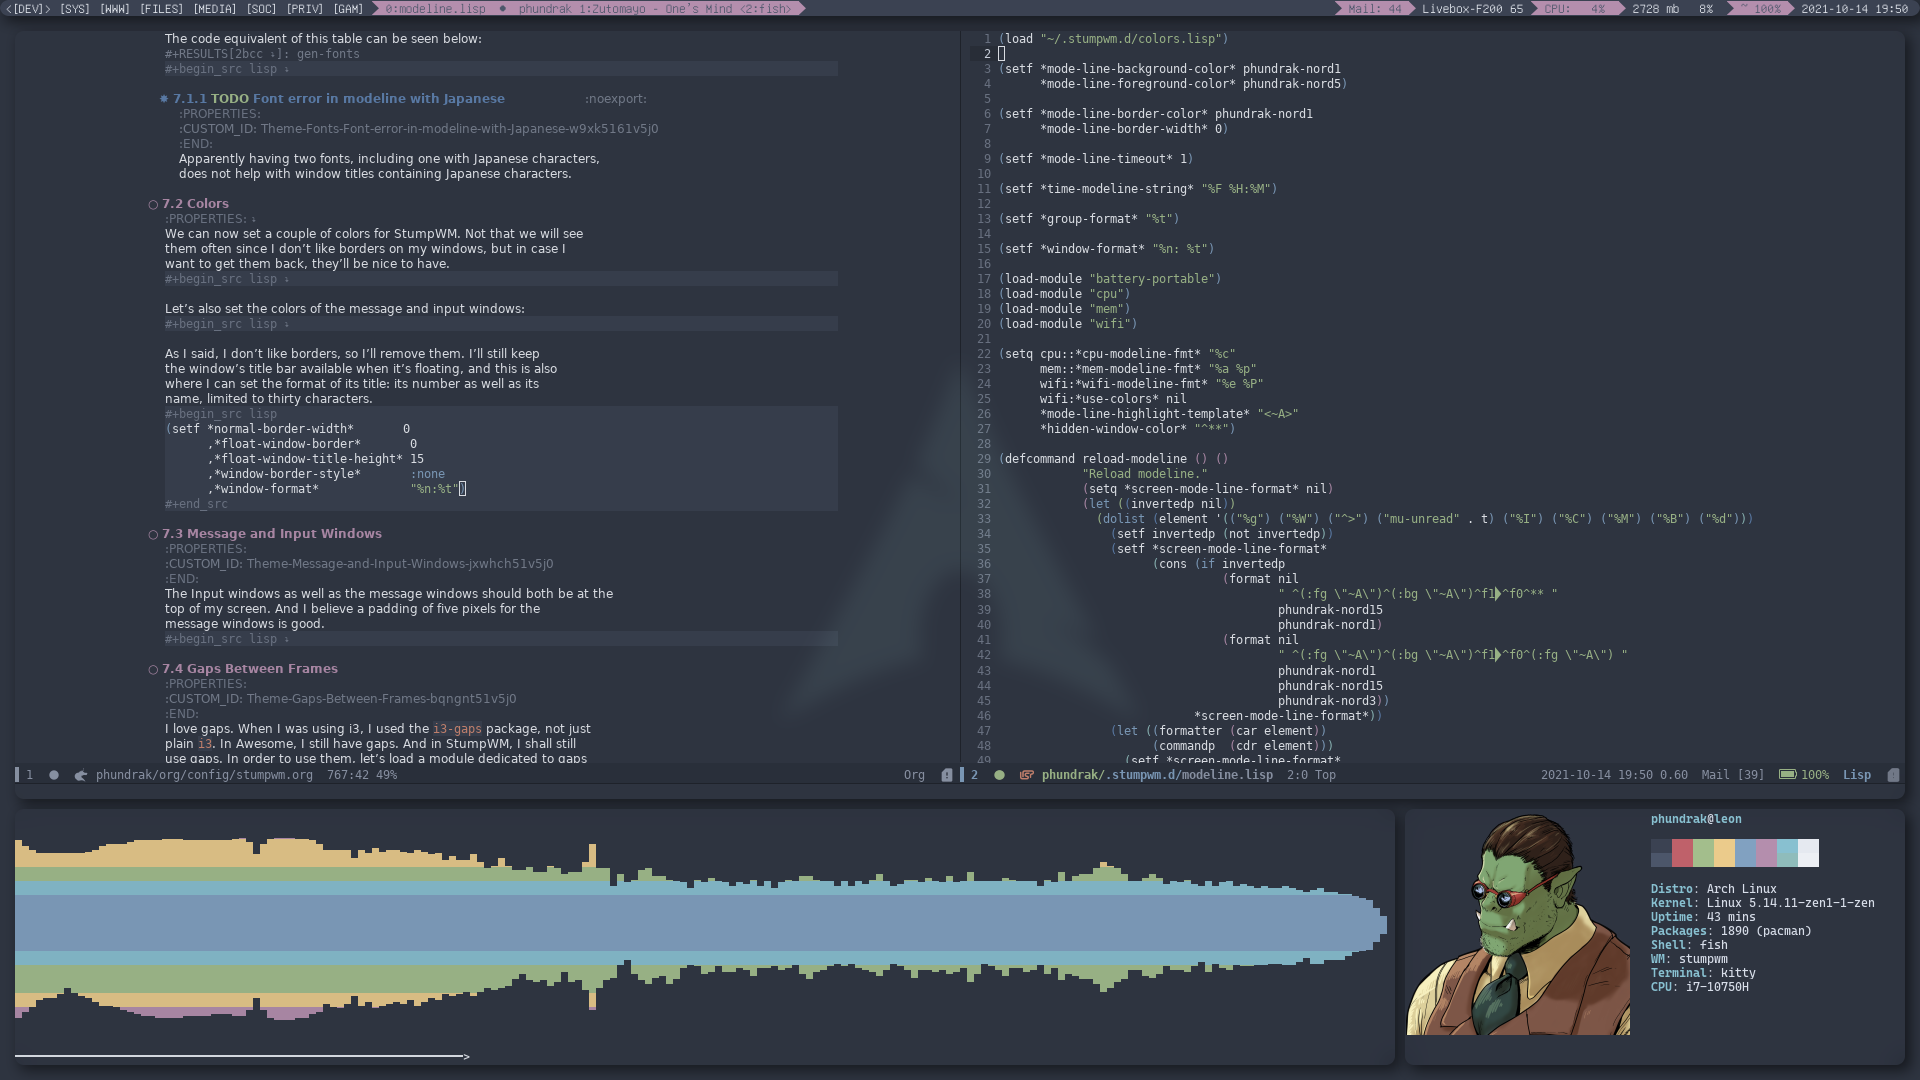 <[DEV]> [SYS] [WWW] [FILES] [MEDIA] [SOC] [PRIV] [GAM] 0:modeline.lisp ● phundrak 1:Zutomayo - One's Mind <2:fish> Mail: 44 Livebox-F200 65 CPU: 4% 2728 mb 8% ~ 100% 2021-10-14 19:50
The code equivalent of this table can be seen below:
#+RESULTS[2bcc ↴]: gen-fonts
#+begin_src lisp ↴
7.1.1 TODO Font error in modeline with Japanese :noexport:
:PROPERTIES:
:CUSTOM_ID: Theme-Fonts-Font-error-in-modeline-with-Japanese-w9xk5161v5j0
:END:
Apparently having two fonts, including one with Japanese characters,
does not help with window titles containing Japanese characters.
○ 7.2 Colors
:PROPERTIES: ↴
We can now set a couple of colors for StumpWM. Not that we will see
them often since I don’t like borders on my windows, but in case I
want to get them back, they’ll be nice to have.
#+begin_src lisp ↴
Let’s also set the colors of the message and input windows:
#+begin_src lisp ↴
As I said, I don’t like borders, so I’ll remove them. I’ll still keep
the window’s title bar available when it’s floating, and this is also
where I can set the format of its title: its number as well as its
name, limited to thirty characters.
#+begin_src lisp
(setf *normal-border-width* 0
,*float-window-border* 0
,*float-window-title-height* 15
,*window-border-style* :none
,*window-format* "%n:%t")
#+end_src
○ 7.3 Message and Input Windows
:PROPERTIES:
:CUSTOM_ID: Theme-Message-and-Input-Windows-jxwhch51v5j0
:END:
The Input windows as well as the message windows should both be at the
top of my screen. And I believe a padding of five pixels for the
message windows is good.
#+begin_src lisp ↴
○ 7.4 Gaps Between Frames
:PROPERTIES:
:CUSTOM_ID: Theme-Gaps-Between-Frames-bqngnt51v5j0
:END:
I love gaps. When I was using i3, I used the i3-gaps package, not just
plain i3. In Awesome, I still have gaps. And in StumpWM, I shall still
use gaps. In order to use them, let’s load a module dedicated to gaps
1 ● phundrak/org/config/stumpwm.org 767:42 49% Org
1 (load "~/.stumpwm.d/colors.lisp")
2
3 (setf *mode-line-background-color* phundrak-nord1
4 *mode-line-foreground-color* phundrak-nord5)
5
6 (setf *mode-line-border-color* phundrak-nord1
7 *mode-line-border-width* 0)
8
9 (setf *mode-line-timeout* 1)
10
11 (setf *time-modeline-string* "%F %H:%M")
12
13 (setf *group-format* "%t")
14
15 (setf *window-format* "%n: %t")
16
17 (load-module "battery-portable")
18 (load-module "cpu")
19 (load-module "mem")
20 (load-module "wifi")
21
22 (setq cpu::*cpu-modeline-fmt* "%c"
23 mem::*mem-modeline-fmt* "%a %p"
24 wifi:*wifi-modeline-fmt* "%e %P"
25 wifi:*use-colors* nil
26 *mode-line-highlight-template* "<~A>"
27 *hidden-window-color* "^**")
28
29 (defcommand reload-modeline () ()
30 "Reload modeline."
31 (setq *screen-mode-line-format* nil)
32 (let ((invertedp nil))
33 (dolist (element '(("%g") ("%W") ("^>") ("mu-unread" . t) ("%I") ("%C") ("%M") ("%B") ("%d")))
34 (setf invertedp (not invertedp))
35 (setf *screen-mode-line-format*
36 (cons (if invertedp
37 (format nil
38 " ^(:fg \"~A\")^(:bg \"~A\")^f1^f0^** "
39 phundrak-nord15
40 phundrak-nord1)
41 (format nil
42 " ^(:fg \"~A\")^(:bg \"~A\")^f1^f0^(:fg \"~A\") "
43 phundrak-nord1
44 phundrak-nord15
45 phundrak-nord3))
46 *screen-mode-line-format*))
47 (let ((formatter (car element))
48 (commandp (cdr element)))
49 (setf *screen-mode-line-format*
2 ● phundrak/.stumpwm.d/modeline.lisp 2:0 Top 2021-10-14 19:50 0.60 Mail [39] 100% Lisp
phundrak@leon
Distro: Arch Linux
Kernel: Linux 5.14.11-zen1-1-zen
Uptime: 43 mins
Packages: 1890 (pacman)
Shell: fish
WM: stumpwm
Terminal: kitty
CPU: i7-10750H